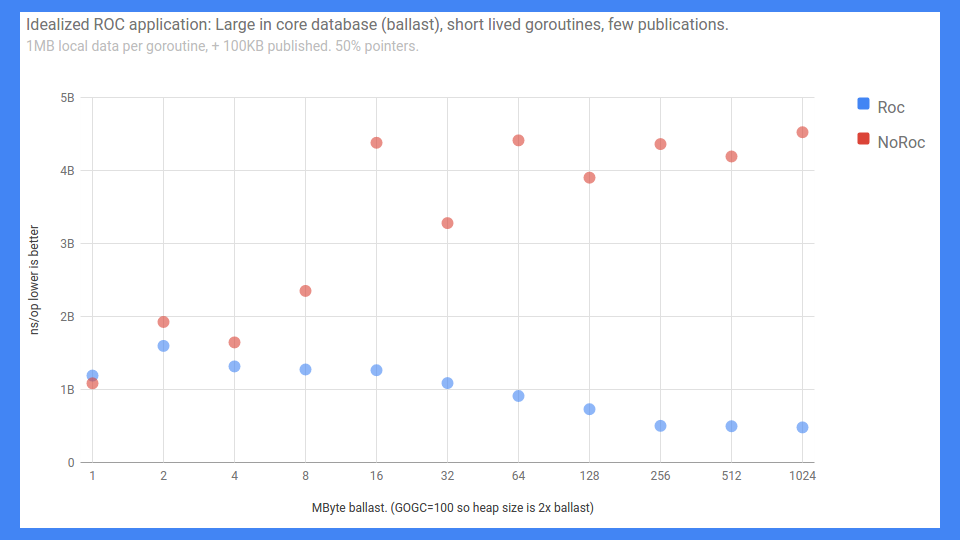 Idealized ROC application: Large in core database (ballast), short lived goroutines, few publications.
1MB local data per goroutine, + 100KB published. 50% pointers.
5B
4B
3B
2B
1B
0
ns/op lower is better
1 2 4 8 16 32 64 128 256 512 1024
MByte ballast. (GOGC=100 so heap size is 2x ballast)
Roc
NoRoc